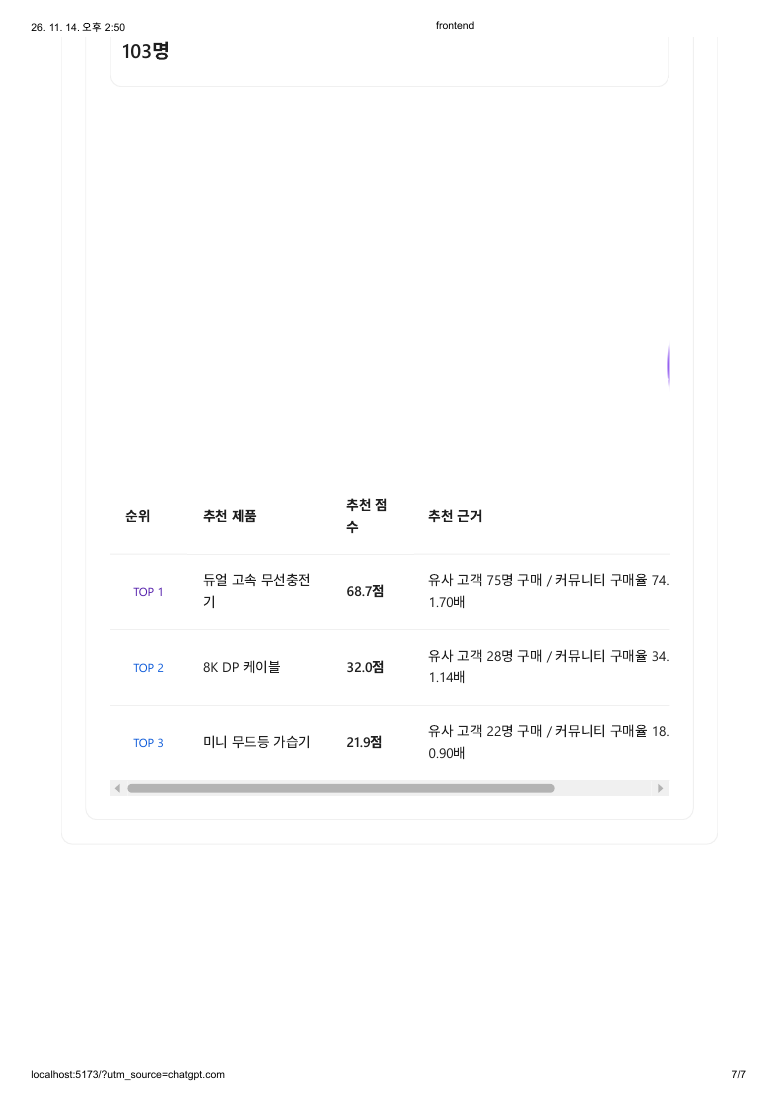 26. 11. 14. 오후 2:50
frontend
103명
순위
추천 제품
추천 점
수
추천 근거
TOP 1
듀얼 고속 무선충전
기
68.7점
유사 고객 75명 구매 / 커뮤니티 구매율 74.
1.70배
TOP 2
8K DP 케이블
32.0점
유사 고객 28명 구매 / 커뮤니티 구매율 34.
1.14배
TOP 3
미니 무드등 가습기
21.9점
유사 고객 22명 구매 / 커뮤니티 구매율 18.
0.90배
localhost:5173/?utm_source=chatgpt.com
7/7